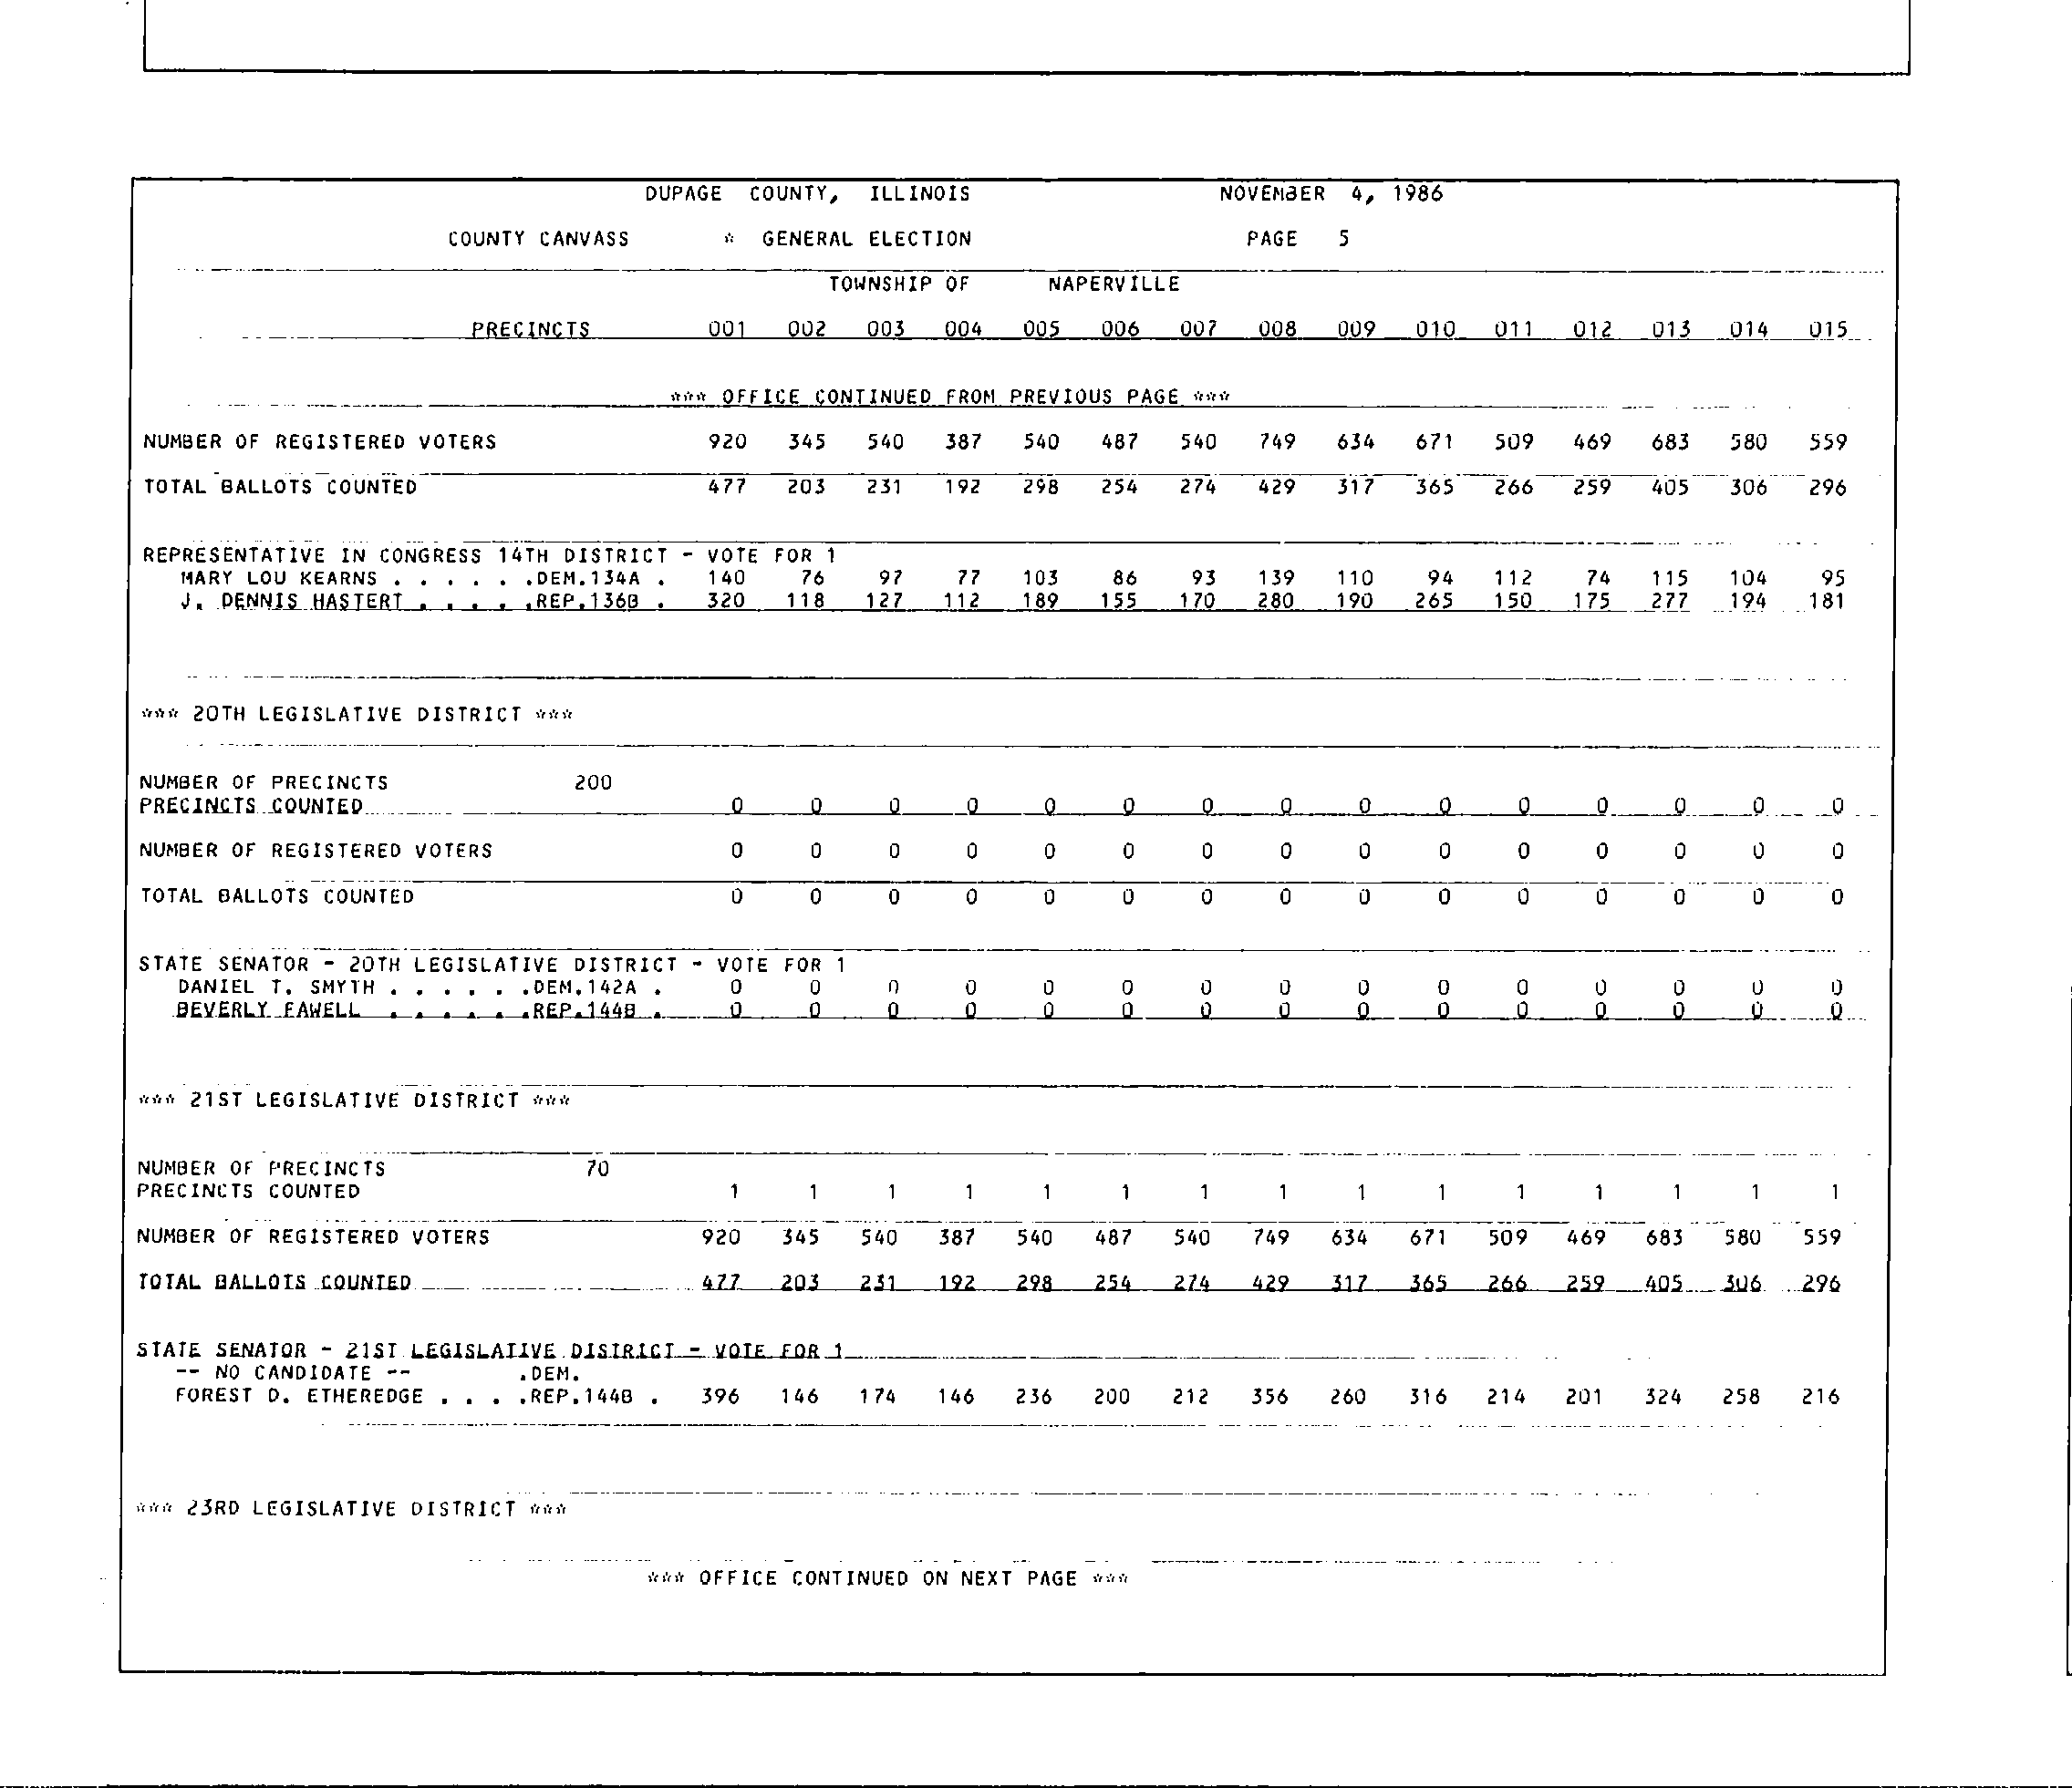 DUPAGE COUNTY, ILLINOIS NOVEMBER 4, 1986
COUNTY CANVASS * GENERAL ELECTION PAGE 5
TOWNSHIP OF NAPERVILLE
PRECINCTS 001 002 003 004 005 006 007 008 009 010 011 012 013 014 015
*** OFFICE CONTINUED FROM PREVIOUS PAGE ***
NUMBER OF REGISTERED VOTERS 920 345 540 387 540 487 540 749 634 671 509 469 683 580 559
TOTAL BALLOTS COUNTED 477 203 231 192 298 254 274 429 317 365 266 259 405 306 296
REPRESENTATIVE IN CONGRESS 14TH DISTRICT - VOTE FOR 1
MARY LOU KEARNS . . . . . .DEM.134A . 140 76 97 77 103 86 93 139 110 94 112 74 115 104 95
J. DENNIS HASTERT . . . . .REP.136B . 320 118 127 112 189 155 170 280 190 265 150 175 277 194 181
*** 20TH LEGISLATIVE DISTRICT ***
NUMBER OF PRECINCTS 200
PRECINCTS COUNTED 0 0 0 0 0 0 0 0 0 0 0 0 0 0 0
NUMBER OF REGISTERED VOTERS 0 0 0 0 0 0 0 0 0 0 0 0 0 0 0
TOTAL BALLOTS COUNTED 0 0 0 0 0 0 0 0 0 0 0 0 0 0 0
STATE SENATOR - 20TH LEGISLATIVE DISTRICT - VOTE FOR 1
DANIEL T. SMYTH . . . . . .DEM.142A . 0 0 0 0 0 0 0 0 0 0 0 0 0 0 0
BEVERLY FAWELL . . . . . .REP.144B . 0 0 0 0 0 0 0 0 0 0 0 0 0 0 0
*** 21ST LEGISLATIVE DISTRICT ***
NUMBER OF PRECINCTS 70
PRECINCTS COUNTED 1 1 1 1 1 1 1 1 1 1 1 1 1 1 1
NUMBER OF REGISTERED VOTERS 920 345 540 387 540 487 540 749 634 671 509 469 683 580 559
TOTAL BALLOTS COUNTED 477 203 231 192 298 254 274 429 317 365 266 259 405 306 296
STATE SENATOR - 21ST LEGISLATIVE DISTRICT - VOTE FOR 1
-- NO CANDIDATE -- .DEM.
FOREST D. ETHEREDGE . . . .REP.144B . 396 146 174 146 236 200 212 356 260 316 214 201 324 258 216
*** 23RD LEGISLATIVE DISTRICT ***
*** OFFICE CONTINUED ON NEXT PAGE ***